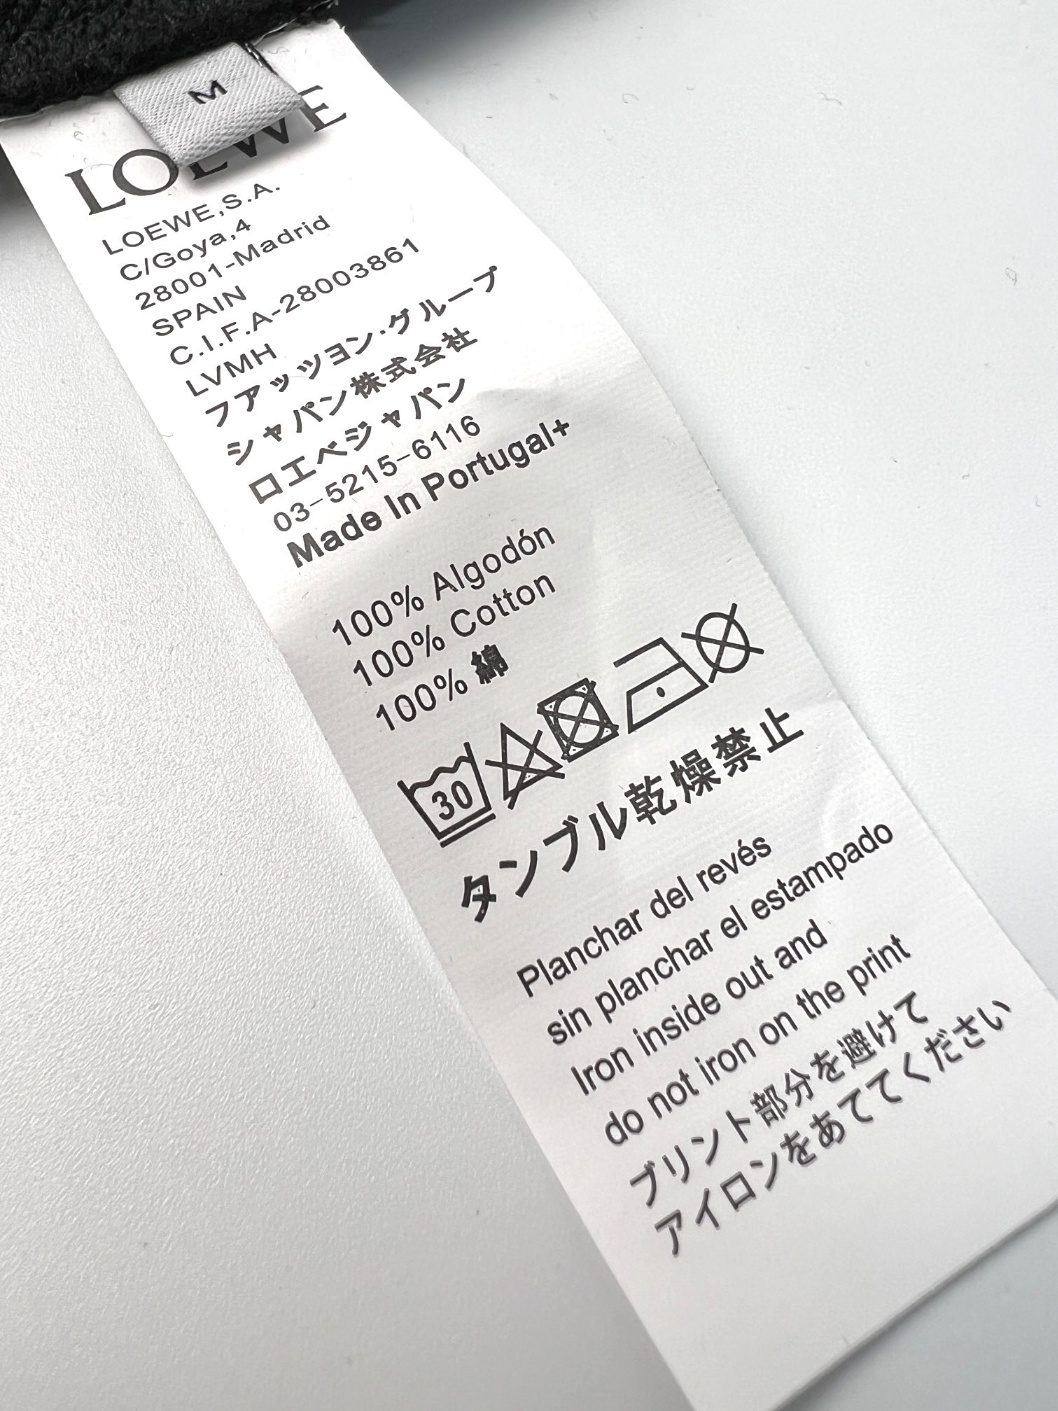 M
LOEWE
LOEWE,S.A.
C/Goya,4
28001-Madrid
SPAIN
C.I.F.A-28003861
LVMH
フアッツヨン·グループ
シャパン株式会社
ロエベジャパン
03-5215-6116
Made In Portugal+
100% Algodón
100% Cotton
100% 綿
30
タンブル乾燥禁止
Planchar del revés
sin planchar el estampado
Iron inside out and
do not iron on the print
プリント部分を避けて
アイロンをあててください